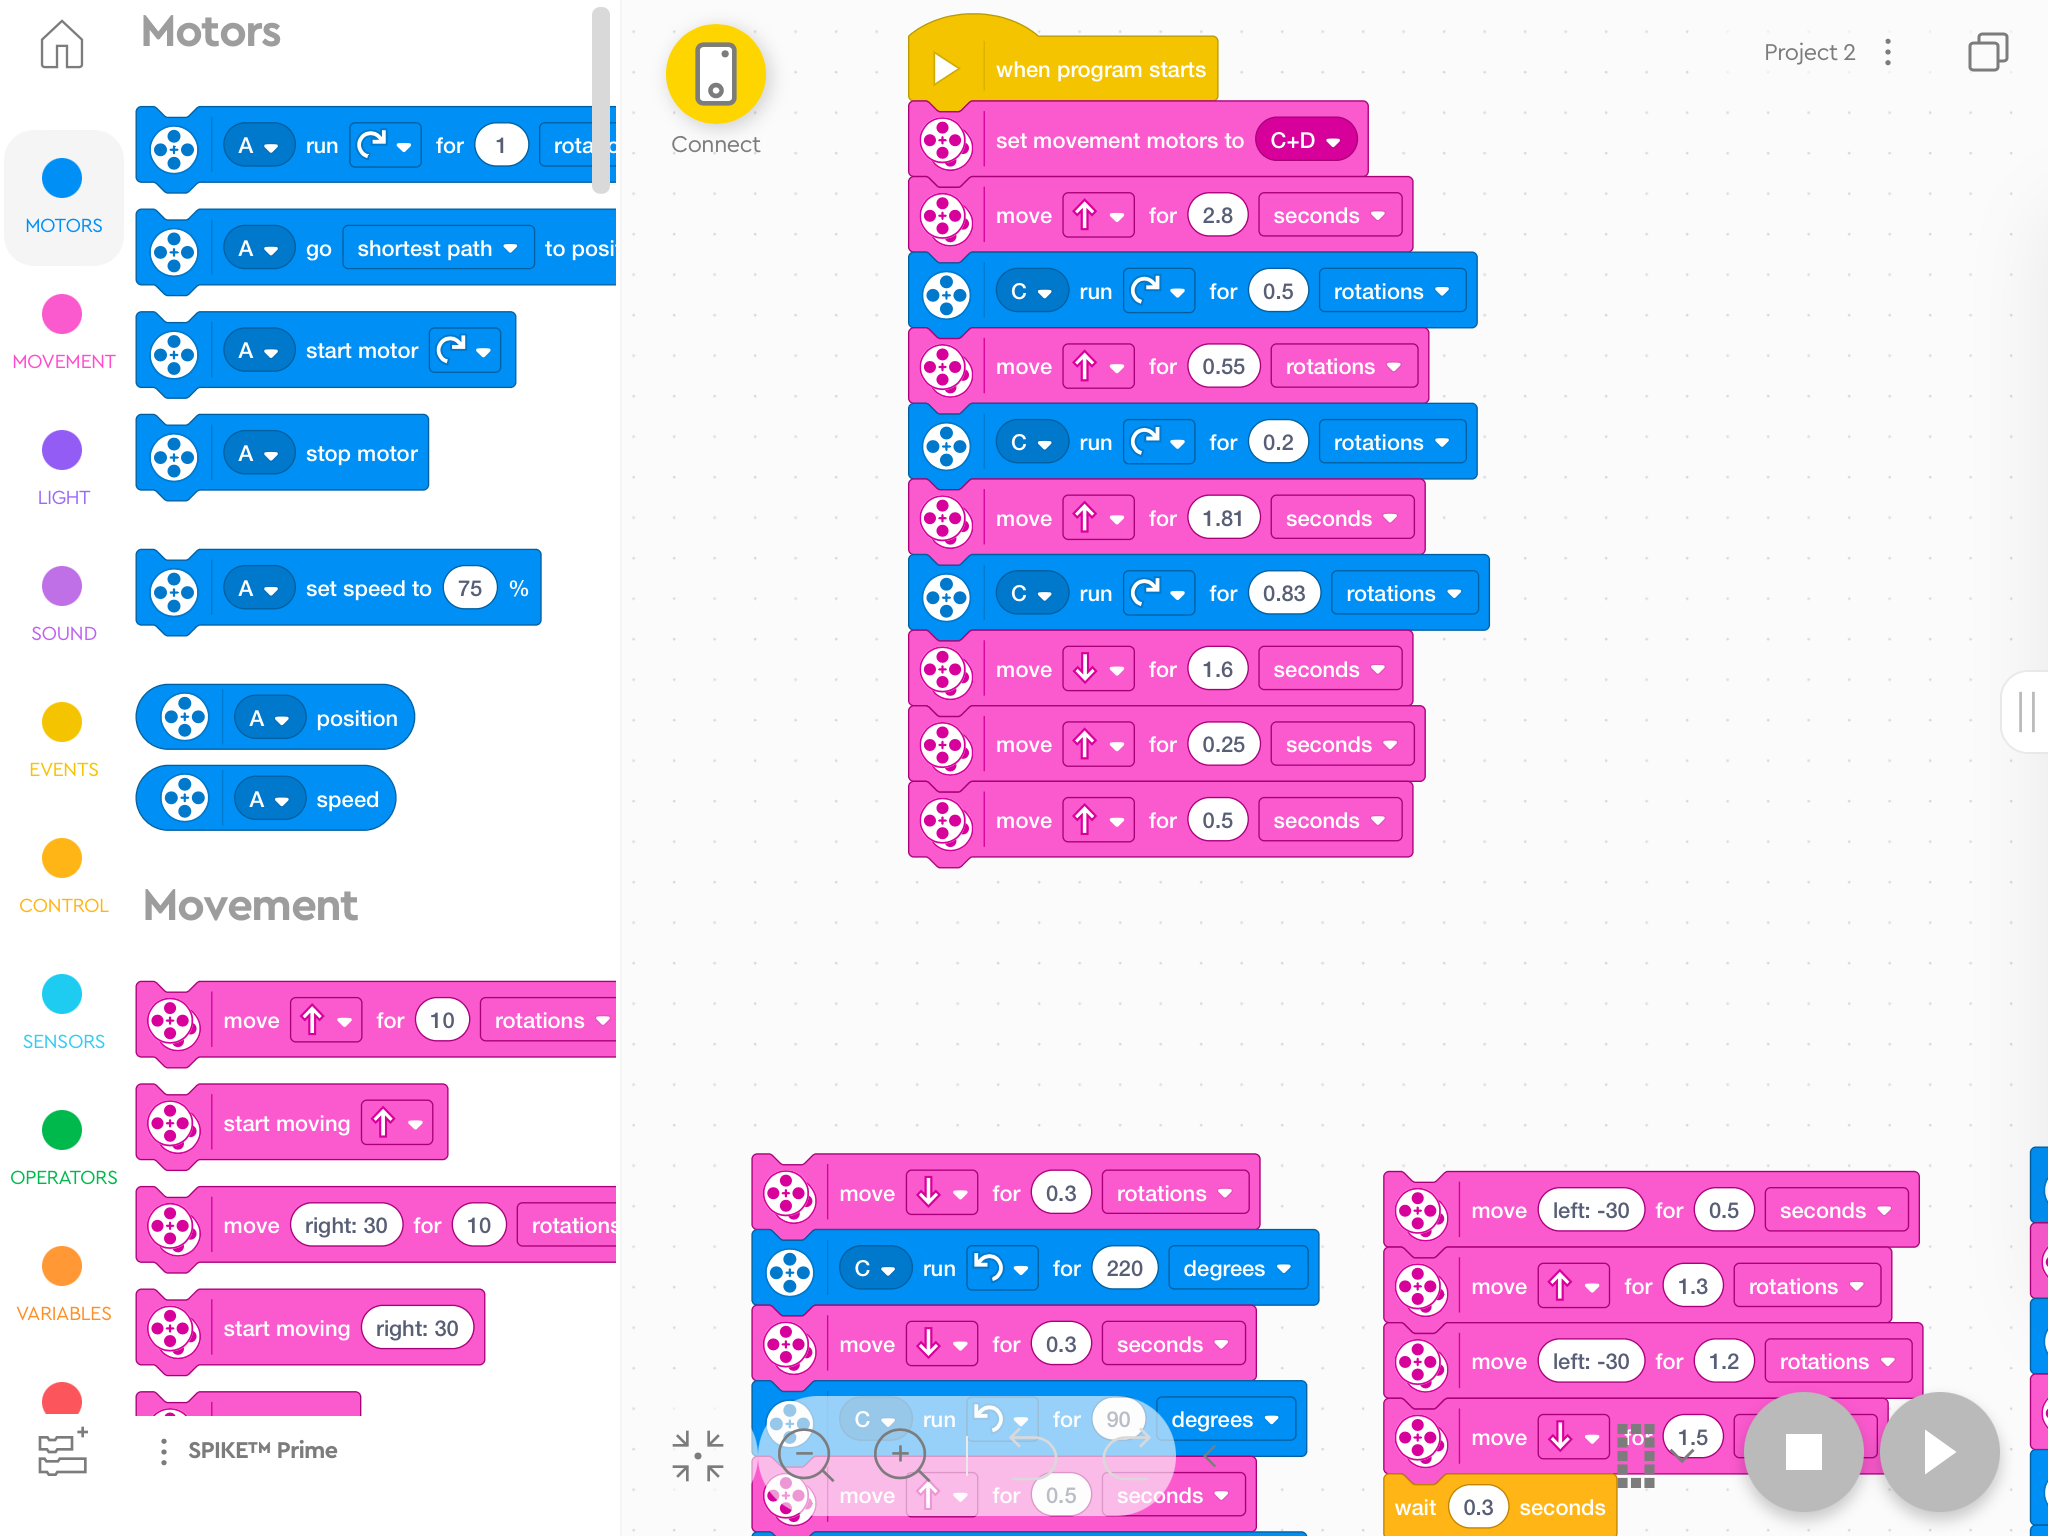 Motors
A run for 1 rotatio
A go shortest path to posi
A start motor
A stop motor
A set speed to 75 %
A position
A speed
Movement
move for 10 rotations
start moving
move right: 30 for 10 rotations
start moving right: 30
MOTORS
MOVEMENT
LIGHT
SOUND
EVENTS
CONTROL
SENSORS
OPERATORS
VARIABLES
SPIKE™ Prime
Connect
Project 2
when program starts
set movement motors to C+D
move for 2.8 seconds
C run for 0.5 rotations
move for 0.55 rotations
C run for 0.2 rotations
move for 1.81 seconds
C run for 0.83 rotations
move for 1.6 seconds
move for 0.25 seconds
move for 0.5 seconds
move for 0.3 rotations
C run for 220 degrees
move for 0.3 seconds
C run for 90 degrees
move for 0.5 seconds
move left: -30 for 0.5 seconds
move for 1.3 rotations
move left: -30 for 1.2 rotations
move for 1.5
wait 0.3 seconds